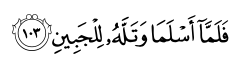 فَلَمَّآ أَسْلَمَا وَتَلَّهُۥ لِلْجَبِينِ ١٠٣